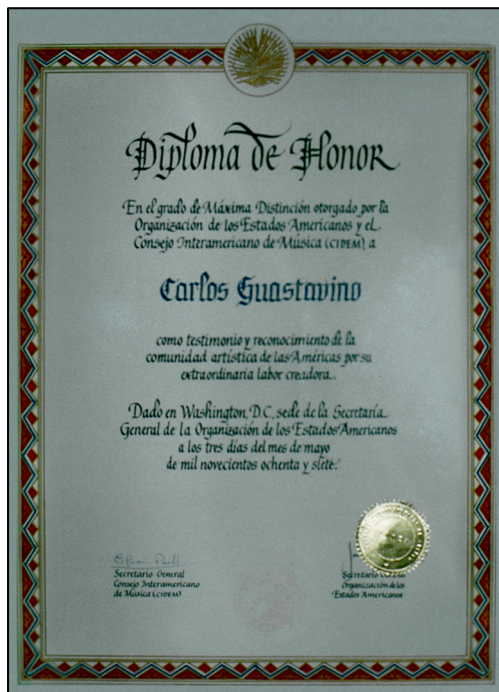 Diploma de Honor
En el grado de Máxima Distinción otorgado por la
Organización de los Estados Americanos y el
Consejo Interamericano de Música (CIDEM), a
Carlos Guastavino
como testimonio y reconocimiento de la
comunidad artística de las Américas por su
extraordinaria labor creadora.
Dado en Washington, D.C., sede de la Secretaría
General de la Organización de los Estados Americanos
a los tres días del mes de mayo
de mil novecientos ochenta y siete.
Secretario General
Consejo Interamericano
de Música (CIDEM)
Secretario
Organización de los
Estados Americanos